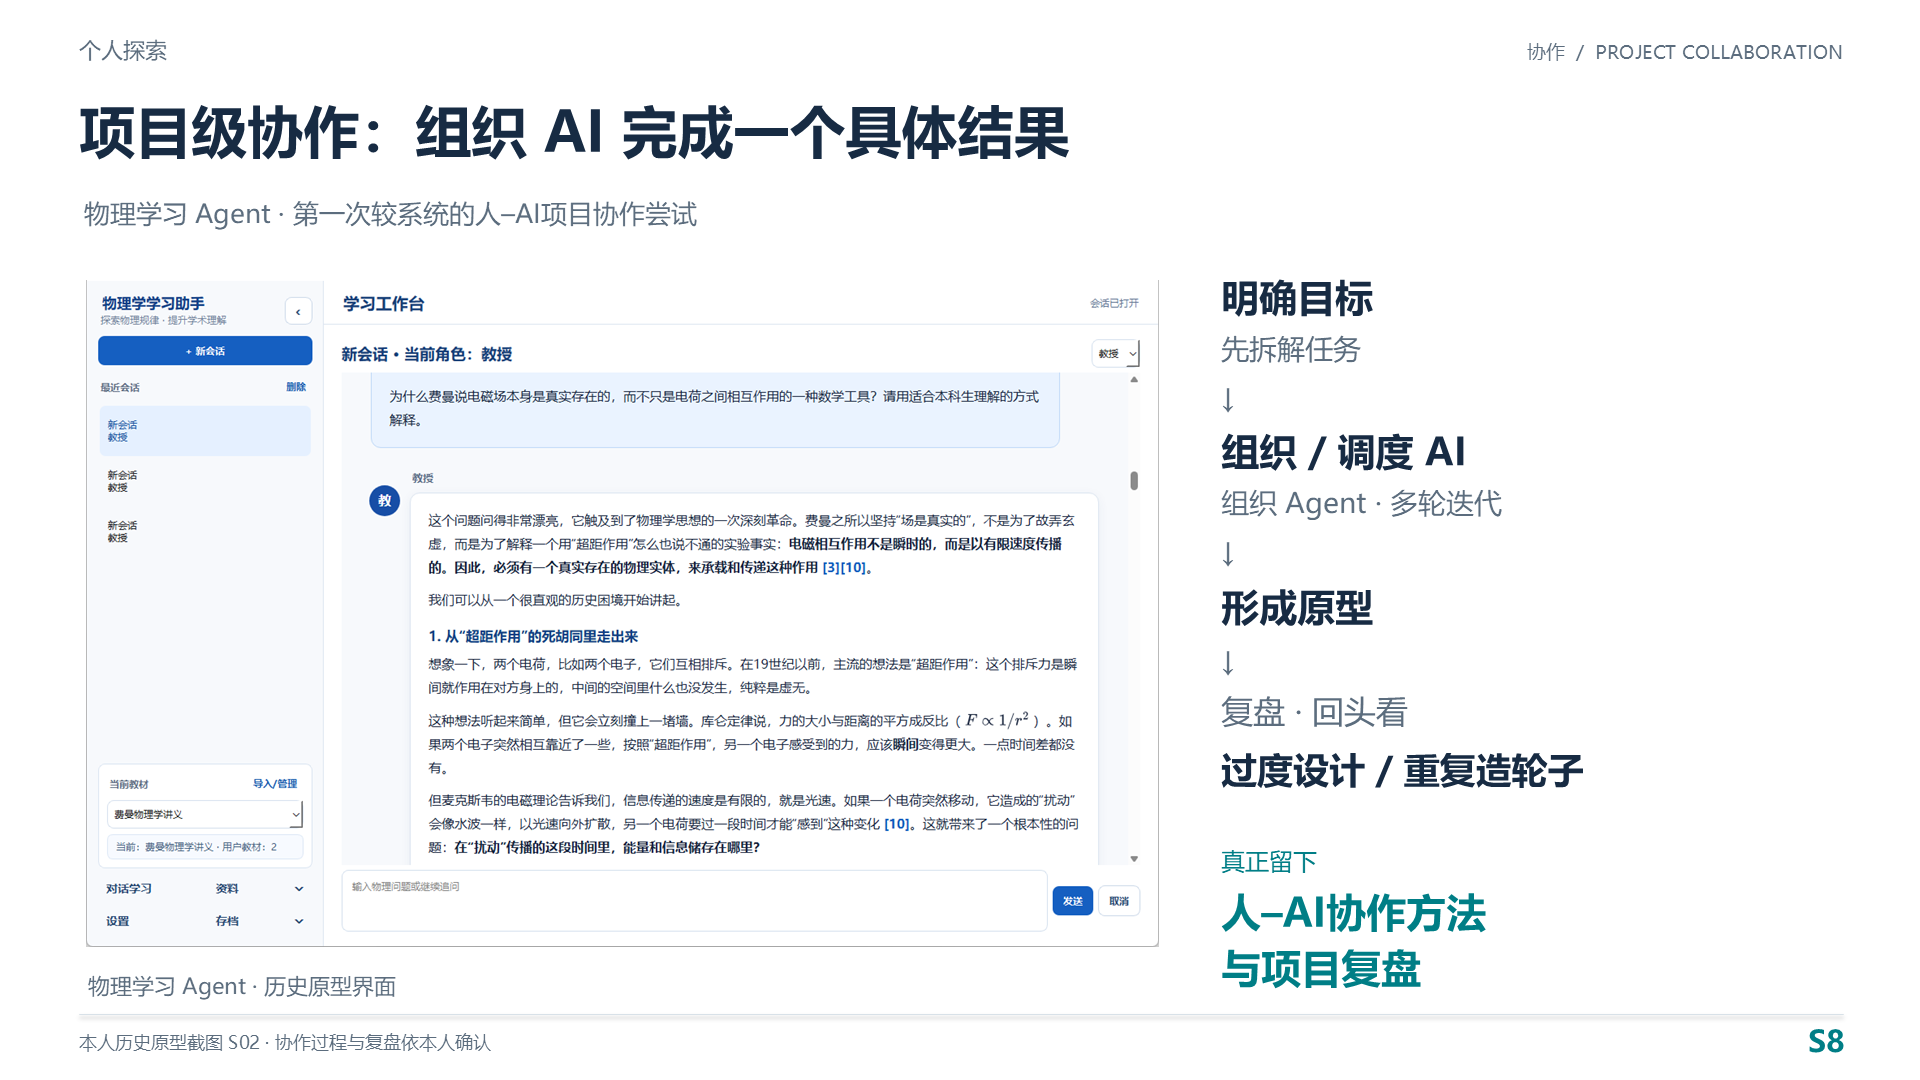 个人探索
协作 / PROJECT COLLABORATION
项目级协作：组织 AI 完成一个具体结果
物理学习 Agent · 第一次较系统的人–AI项目协作尝试
物理学学习助手
探索物理规律 · 提升学术理解
‹
+ 新会话
最近会话
删除
新会话
教授
新会话
教授
新会话
教授
当前教材
导入/管理
费曼物理学讲义
当前：费曼物理学讲义 · 用户教材：2
对话学习
资料
设置
存档
学习工作台
会话已打开
新会话 · 当前角色：教授
教授
为什么费曼说电磁场本身是真实存在的，而不只是电荷之间相互作用的一种数学工具？请用适合本科生理解的方式
解释。
教授
教
这个问题问得非常漂亮，它触及到了物理学思想的一次深刻革命。费曼之所以坚持“场是真实的”，不是为了故弄玄
虚，而是为了解释一个用“超距作用”怎么也说不通的实验事实：电磁相互作用不是瞬时的，而是以有限速度传播
的。因此，必须有一个真实存在的物理实体，来承载和传递这种作用 [3][10]。
我们可以从一个很直观的历史困境开始讲起。
1. 从“超距作用”的死胡同里走出来
想象一下，两个电荷，比如两个电子，它们互相排斥。在19世纪以前，主流的想法是“超距作用”：这个排斥力是瞬
间就作用在对方身上的，中间的空间里什么也没发生，纯粹是虚无。
这种想法听起来简单，但它会立刻撞上一堵墙。库仑定律说，力的大小与距离的平方成反比（ F ∝ 1/r² ）。如
果两个电子突然相互靠近了一些，按照“超距作用”，另一个电子感受到的力，应该瞬间变得更大。一点时间差都没
有。
但麦克斯韦的电磁理论告诉我们，信息传递的速度是有限的，就是光速。如果一个电荷突然移动，它造成的“扰动”
会像水波一样，以光速向外扩散，另一个电荷要过一段时间才能“感到”这种变化 [10]。这就带来了一个根本性的问
题：在“扰动”传播的这段时间里，能量和信息储存在哪里？
输入物理问题或继续追问
发送
取消
物理学习 Agent · 历史原型界面
明确目标
先拆解任务
↓
组织 / 调度 AI
组织 Agent · 多轮迭代
↓
形成原型
↓
复盘 · 回头看
过度设计 / 重复造轮子
真正留下
人–AI协作方法
与项目复盘
本人历史原型截图 S02 · 协作过程与复盘依本人确认
S8